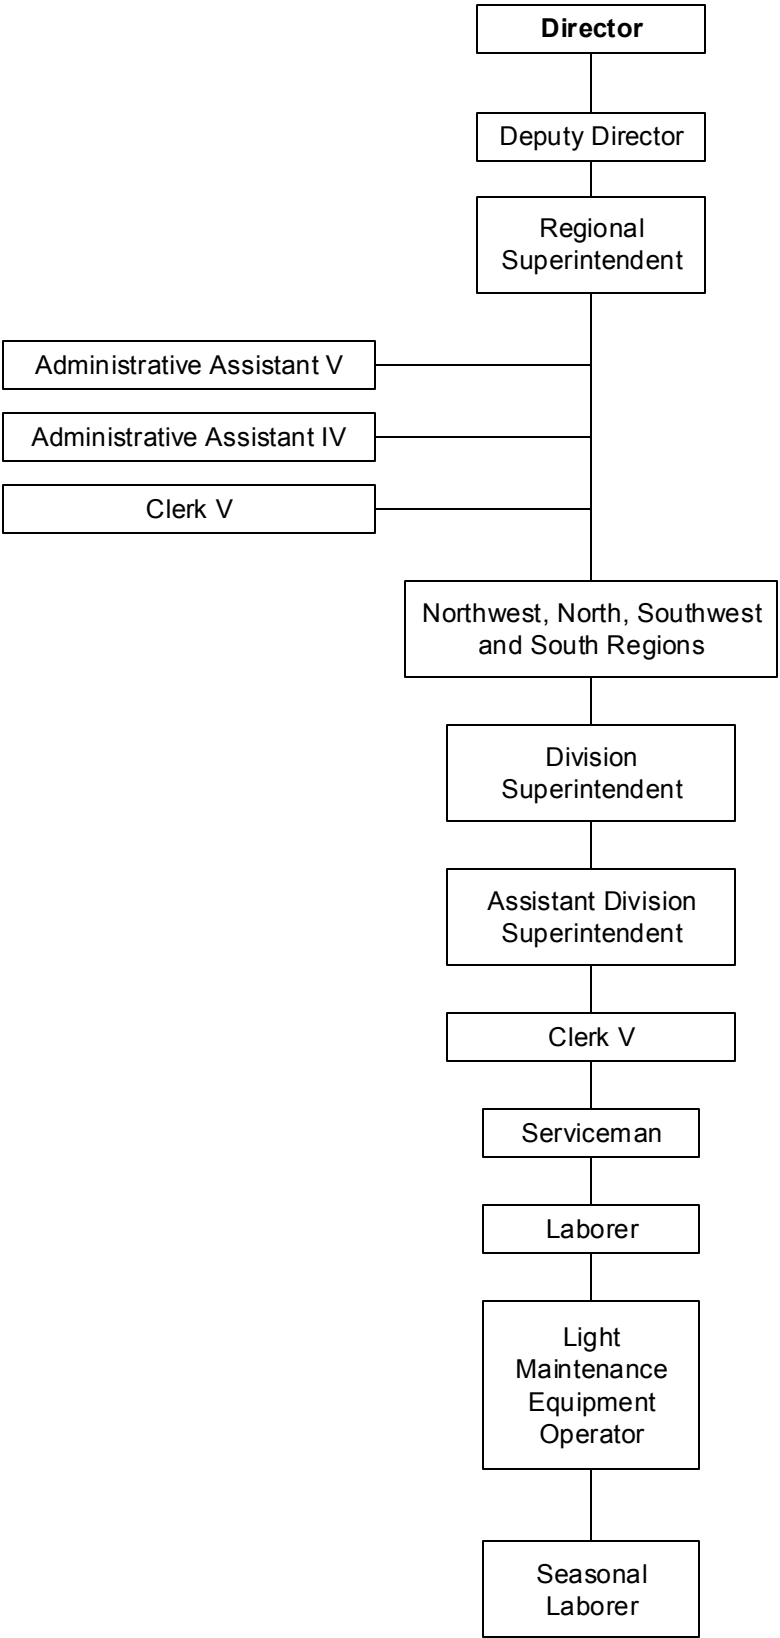 Director
Deputy Director
Regional
Superintendent
Administrative Assistant V
Administrative Assistant IV
Clerk V
Northwest, North, Southwest
and South Regions
Division
Superintendent
Assistant Division
Superintendent
Clerk V
Serviceman
Laborer
Light
Maintenance
Equipment
Operator
Seasonal
Laborer